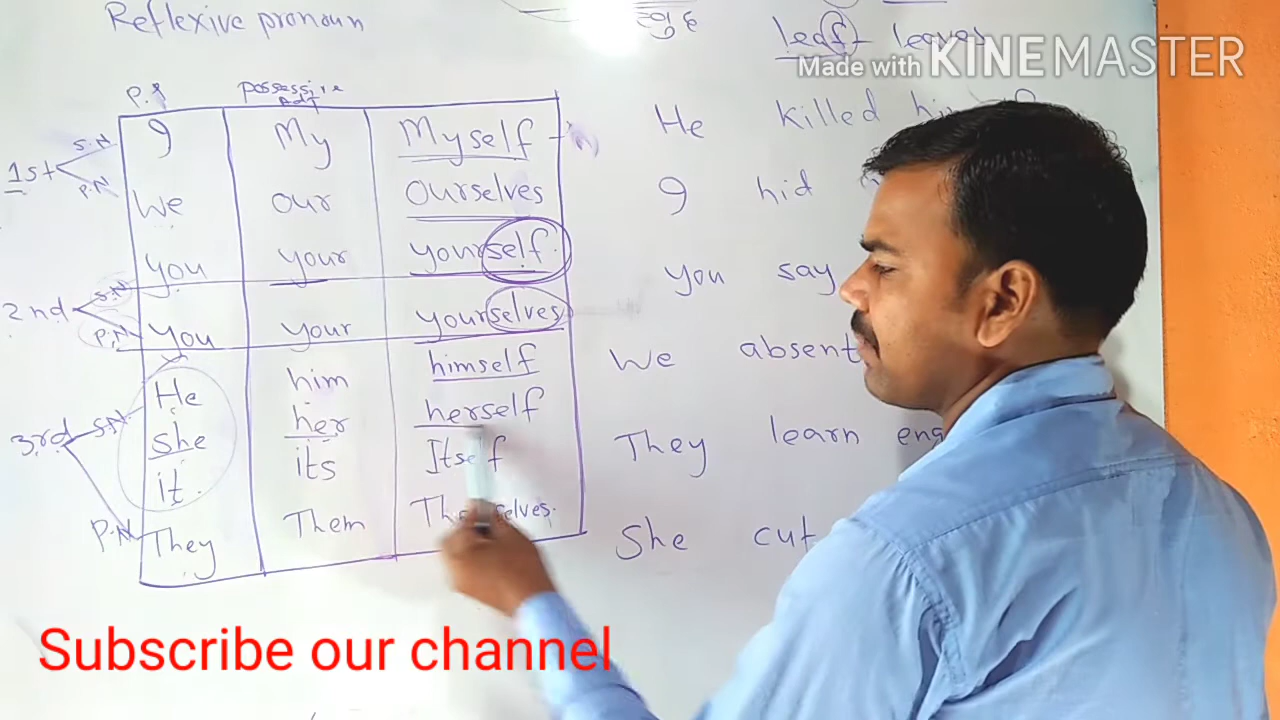 Reflexive pronoun
leaf leaves
Made with KINEMASTER
P.
1st S.N I My Myself
P.N We our Ourselves
2nd S.N you your yourself
P.N you your yourselves
3rd S.N He him himself
she her herself
it its Itself
P.N They Them Themselves.
He killed
I hid
you say
We absent
They learn
She cut
Subscribe our channel